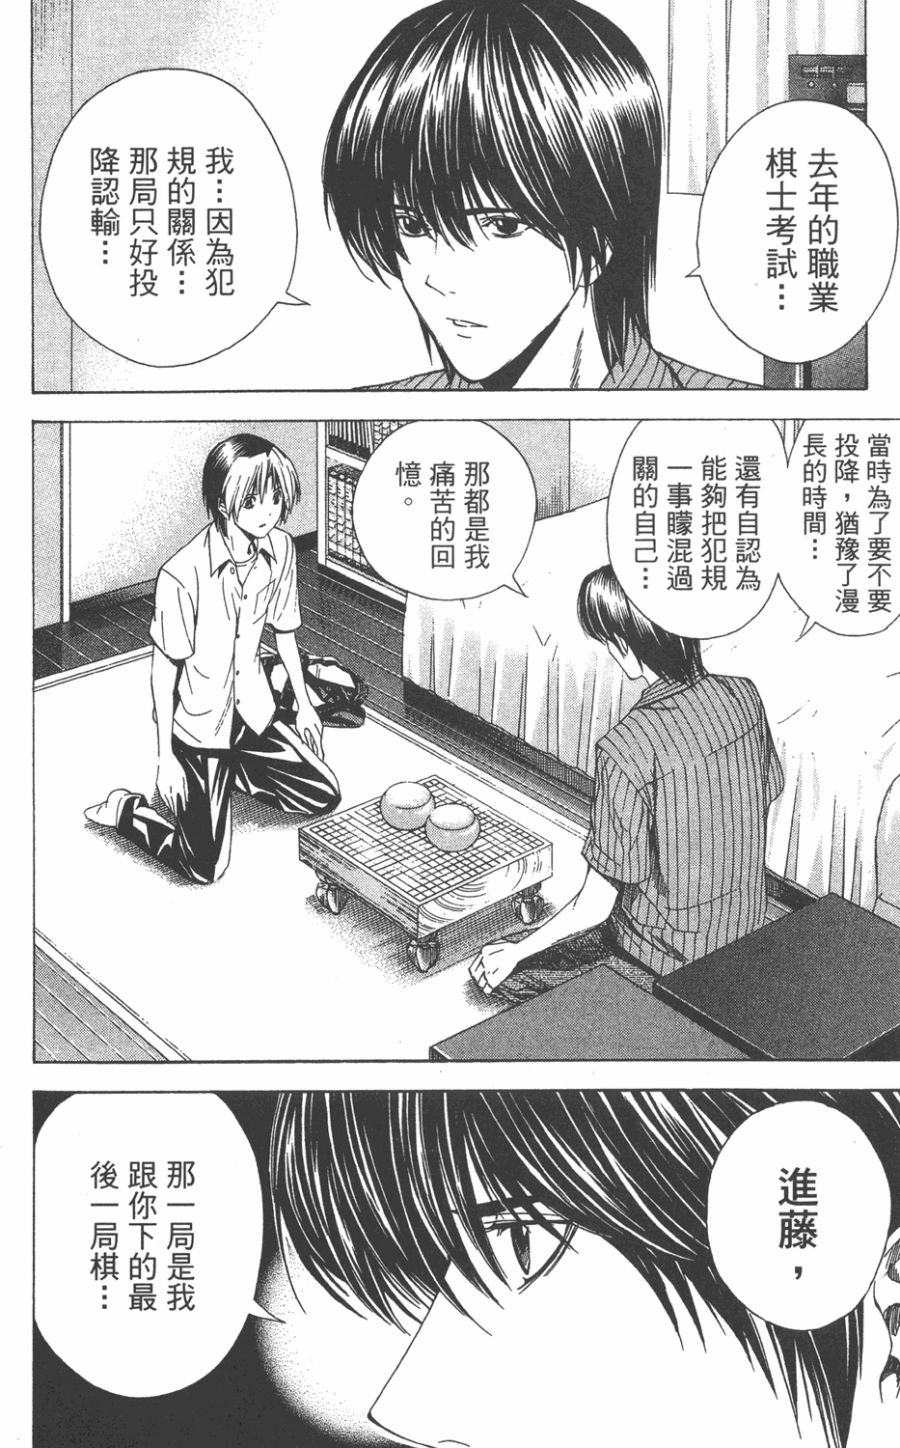 去年的職業
棋士考試…
我…因為犯
規的關係…
那局只好投
降認輸…
當時為了要不要
投降，猶豫了漫
長的時間…
還有自認為
能夠把犯規
一事矇混過
關的自己…
那都是我
痛苦的回
憶。
進藤，
那一局是我
跟你下的最
後一局棋…